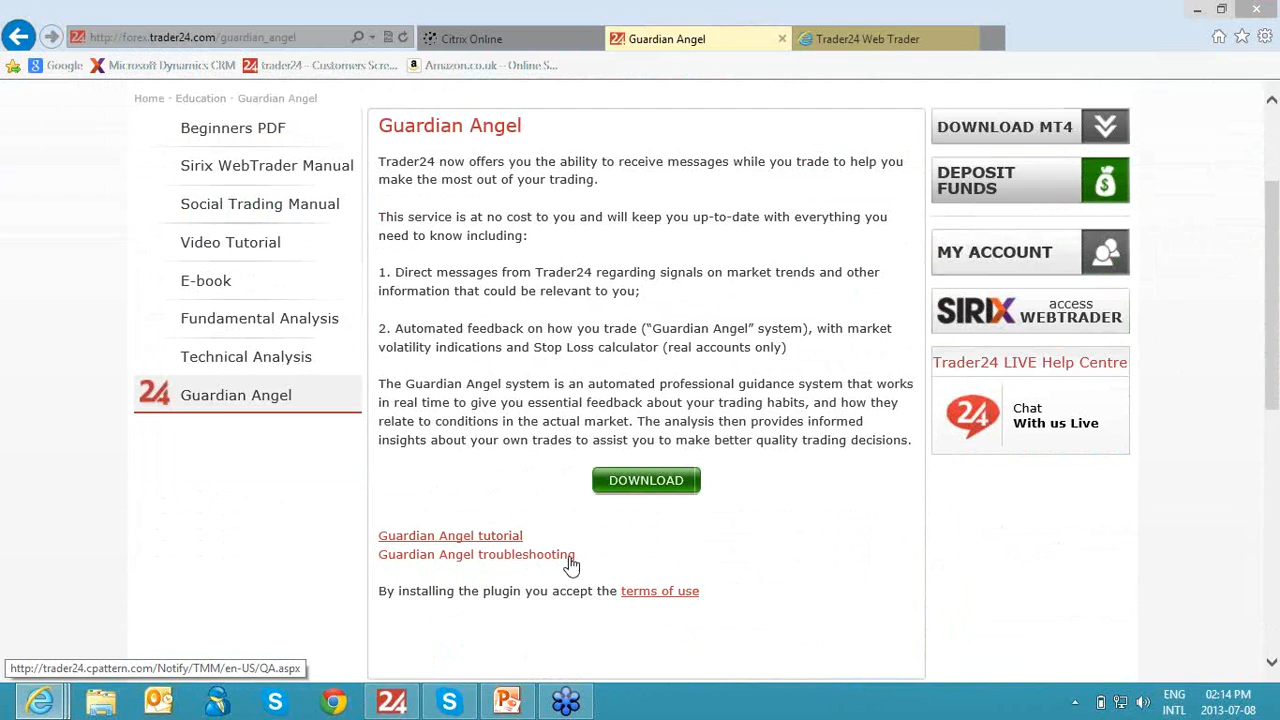 http://forex.trader24.com/guardian_angel
Citrix Online
24 Guardian Angel
Trader24 Web Trader
Google
Microsoft Dynamics CRM
24 trader24 – Customers Scre...
Amazon.co.uk – Online S...
Home - Education - Guardian Angel
Beginners PDF
Sirix WebTrader Manual
Social Trading Manual
Video Tutorial
E-book
Fundamental Analysis
Technical Analysis
24 Guardian Angel
Guardian Angel
Trader24 now offers you the ability to receive messages while you trade to help you
make the most out of your trading.
This service is at no cost to you and will keep you up-to-date with everything you
need to know including:
1. Direct messages from Trader24 regarding signals on market trends and other
information that could be relevant to you;
2. Automated feedback on how you trade (“Guardian Angel” system), with market
volatility indications and Stop Loss calculator (real accounts only)
The Guardian Angel system is an automated professional guidance system that works
in real time to give you essential feedback about your trading habits, and how they
relate to conditions in the actual market. The analysis then provides informed
insights about your own trades to assist you to make better quality trading decisions.
DOWNLOAD
Guardian Angel tutorial
Guardian Angel troubleshooting
By installing the plugin you accept the terms of use
DOWNLOAD MT4
DEPOSIT
FUNDS
MY ACCOUNT
SIRIX access
WEBTRADER
Trader24 LIVE Help Centre
24
Chat
With us Live
http://trader24.cpattern.com/Notify/TMM/en-US/QA.aspx
24
ENG
INTL
02:14 PM
2013-07-08